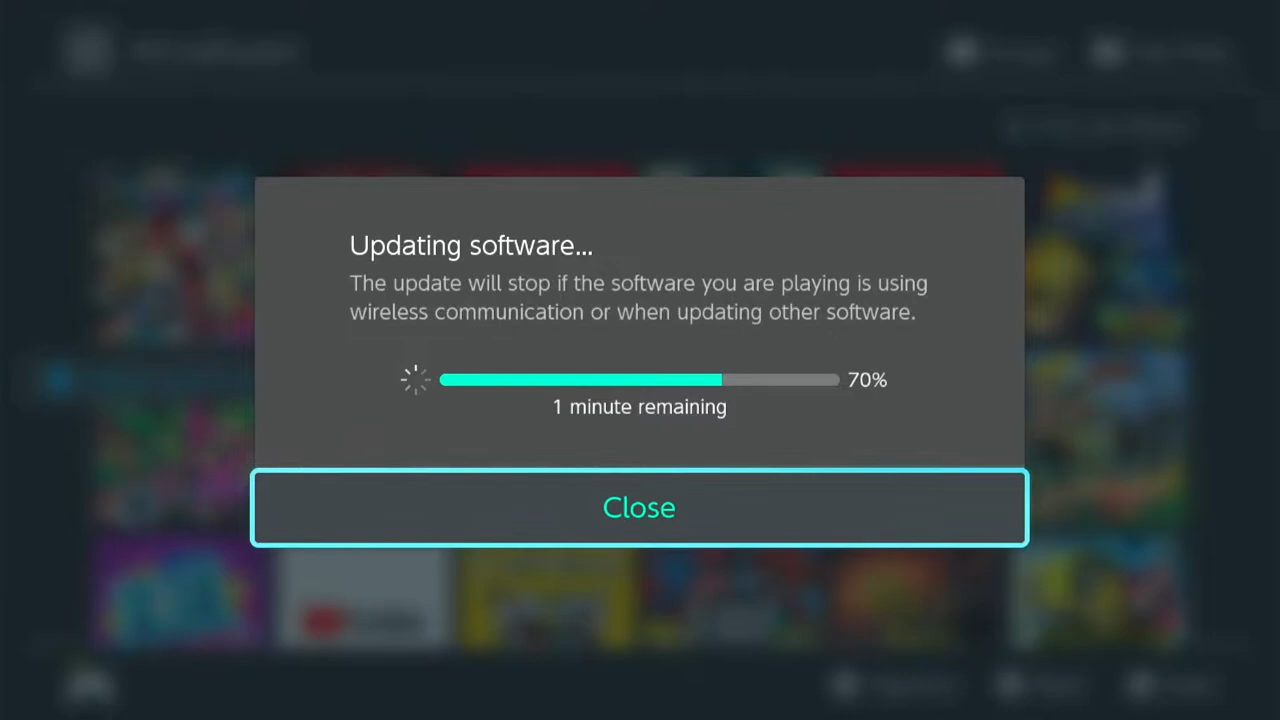 Updating software...
The update will stop if the software you are playing is using
wireless communication or when updating other software.
70%
1 minute remaining
Close